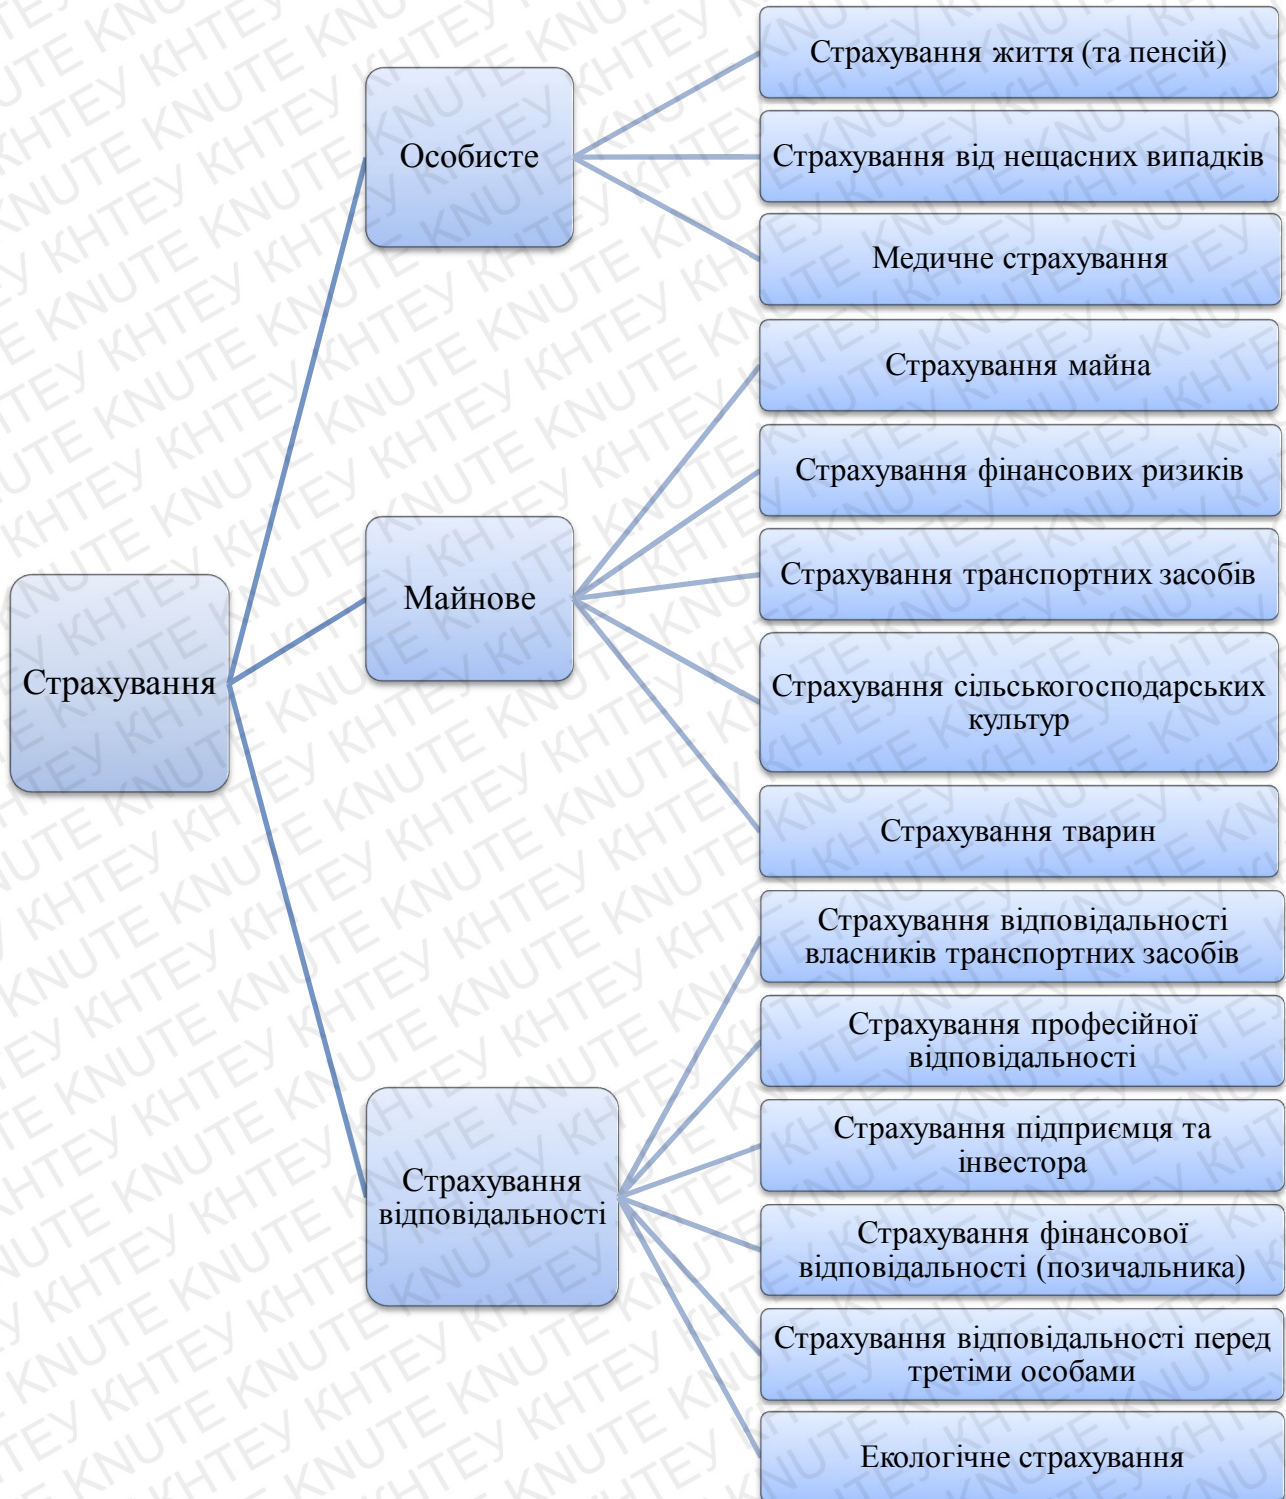 Страхування
Особисте
Страхування життя (та пенсій)
Страхування від нещасних випадків
Медичне страхування
Майнове
Страхування майна
Страхування фінансових ризиків
Страхування транспортних засобів
Страхування сільськогосподарських
культур
Страхування тварин
Страхування
відповідальності
Страхування відповідальності
власників транспортних засобів
Страхування професійної
відповідальності
Страхування підприємця та
інвестора
Страхування фінансової
відповідальності (позичальника)
Страхування відповідальності перед
третіми особами
Екологічне страхування
КНТЕУ KNUTE